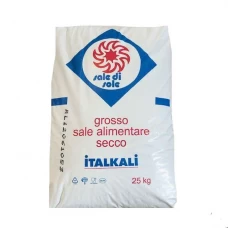 sale di
sole
grosso
sale alimentare
secco
iTALKALI
25 kg